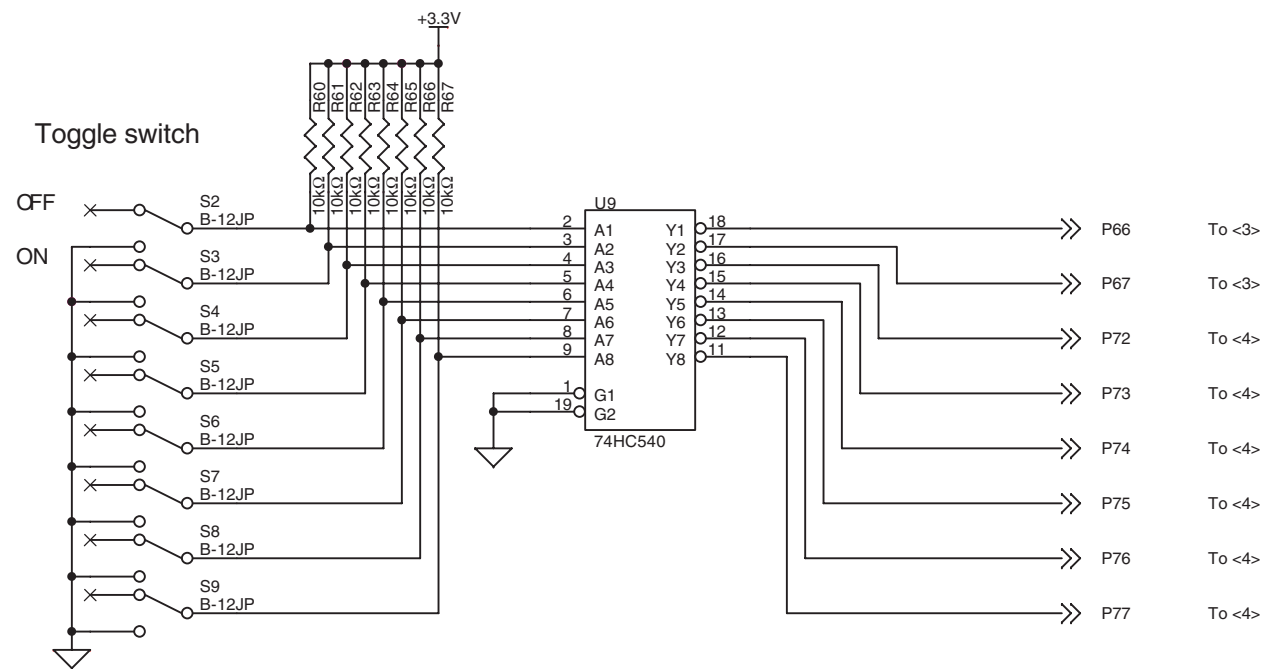 +3.3V
R60
R61
R62
R63
R64
R65
R66
R67
Toggle switch
10kΩ
10kΩ
10kΩ
10kΩ
10kΩ
10kΩ
10kΩ
10kΩ
OFF
ON
S2
B-12JP
S3
B-12JP
S4
B-12JP
S5
B-12JP
S6
B-12JP
S7
B-12JP
S8
B-12JP
S9
B-12JP
U9
2 A1 Y1 18
3 A2 Y2 17
4 A3 Y3 16
5 A4 Y4 15
6 A5 Y5 14
7 A6 Y6 13
8 A7 Y7 12
9 A8 Y8 11
1 G1
19 G2
74HC540
P66 To <3>
P67 To <3>
P72 To <4>
P73 To <4>
P74 To <4>
P75 To <4>
P76 To <4>
P77 To <4>